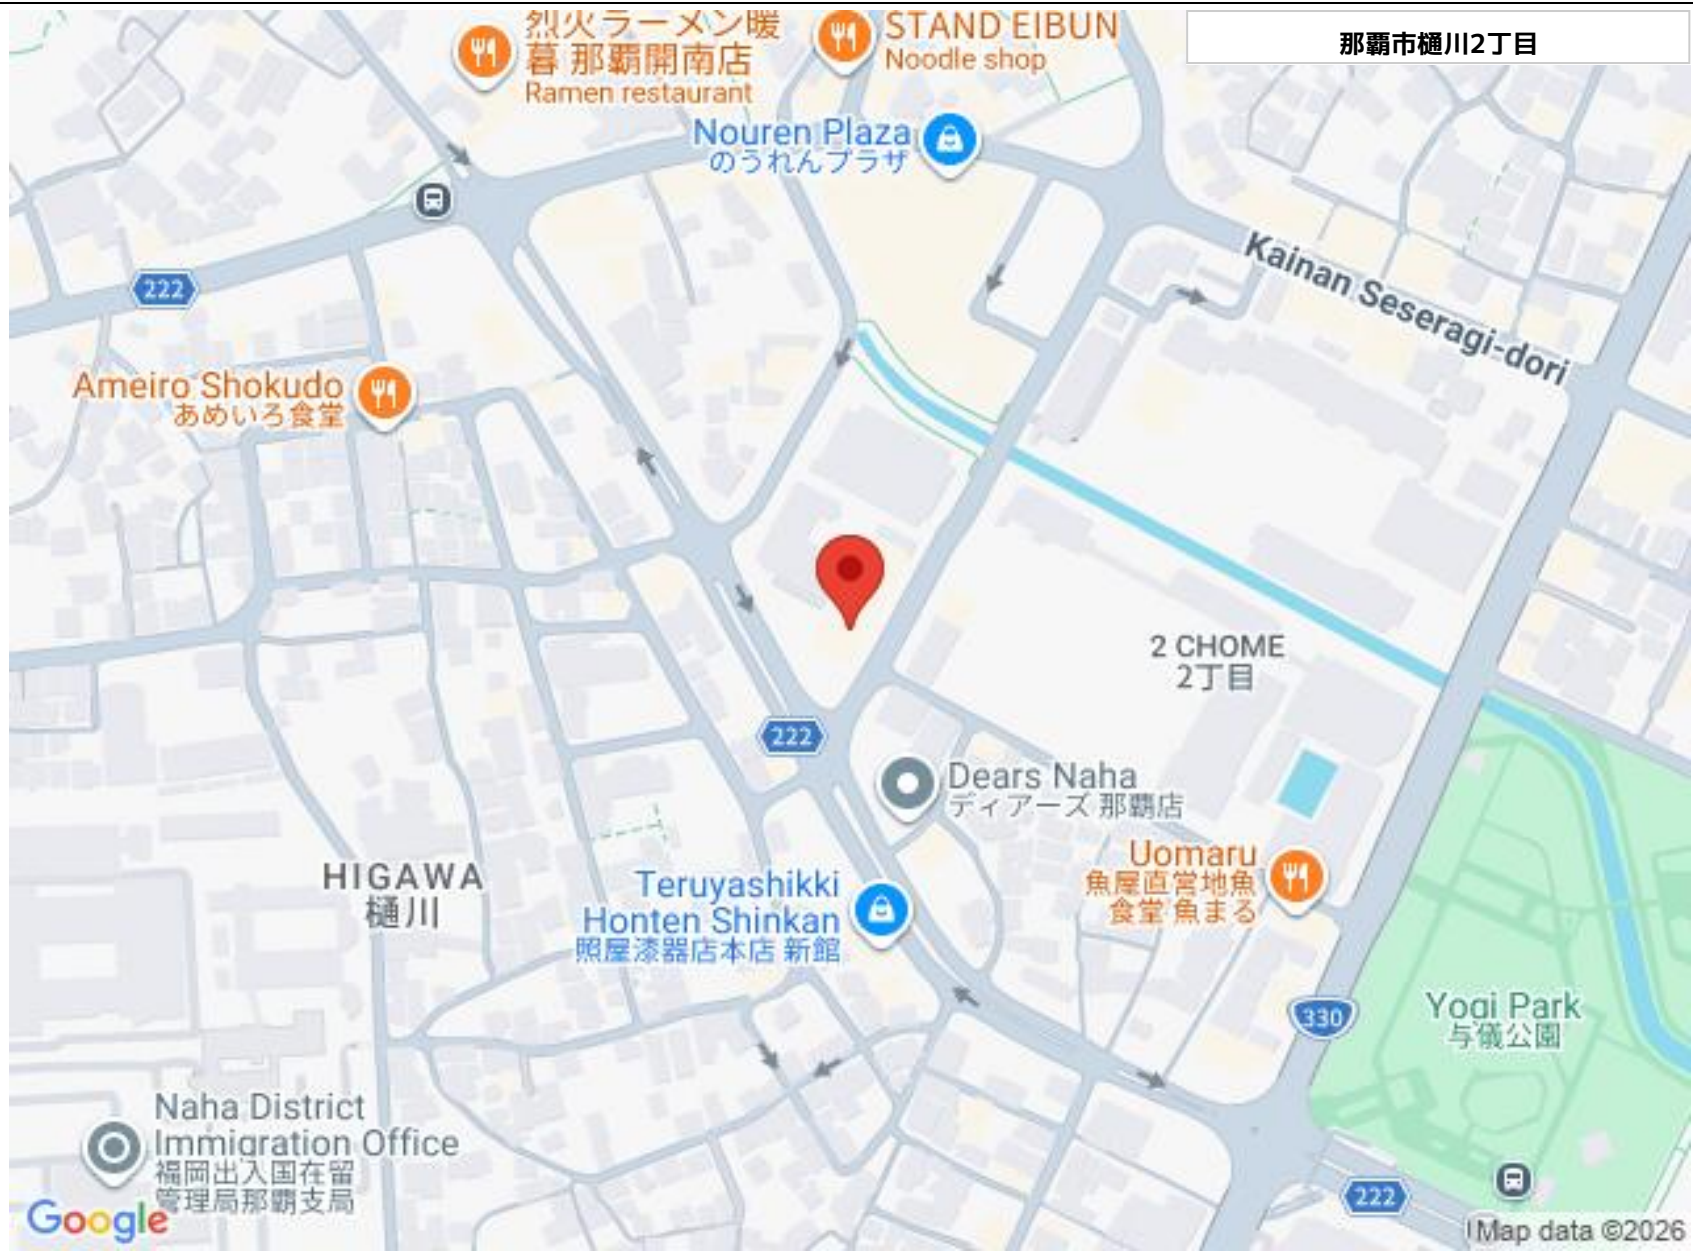 烈火ラーメン暖
暮 那覇開南店
Ramen restaurant
STAND EIBUN
Noodle shop
那覇市樋川2丁目
Nouren Plaza
のうれんプラザ
222
Kainan Seseragi-dori
Ameiro Shokudo
あめいろ食堂
2 CHOME
2丁目
222
Dears Naha
ディアーズ 那覇店
Uomaru
魚屋直営地魚
食堂 魚まる
HIGAWA
樋川
Teruyashikki
Honten Shinkan
照屋漆器店本店 新館
330
Yogi Park
与儀公園
Naha District
Immigration Office
福岡出入国在留
管理局那覇支局
222
Google
Map data ©2026